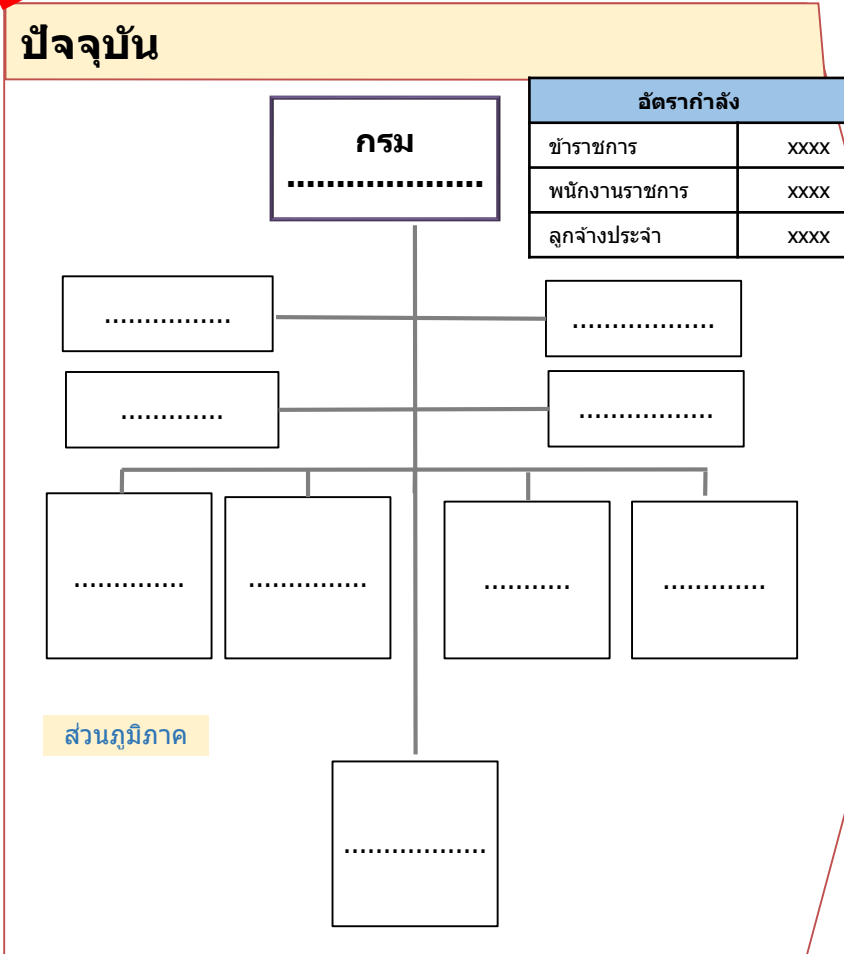 ปัจจุบัน
กรม
....................
อัตรากำลัง
ข้าราชการ xxxx
พนักงานราชการ xxxx
ลูกจ้างประจำ xxxx
................ ..................
............. .................
.............. ............... ........... .............
ส่วนภูมิภาค
..................